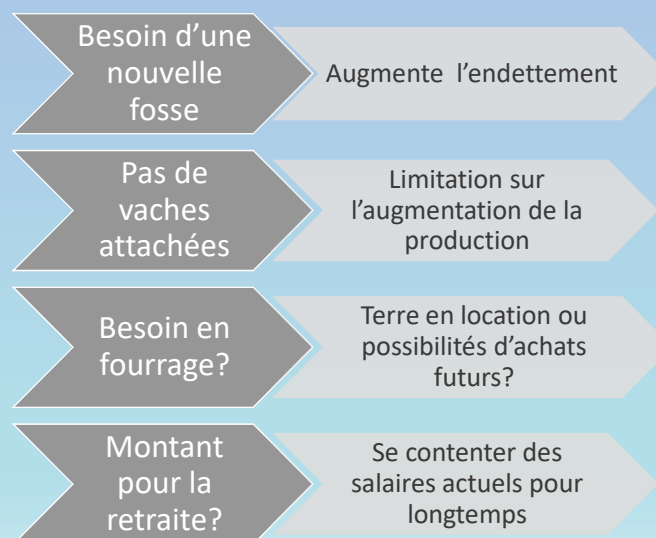 Besoin d’une
nouvelle
fosse
Augmente l’endettement
Pas de
vaches
attachées
Limitation sur
l’augmentation de la
production
Besoin en
fourrage?
Terre en location ou
possibilités d’achats
futurs?
Montant
pour la
retraite?
Se contenter des
salaires actuels pour
longtemps